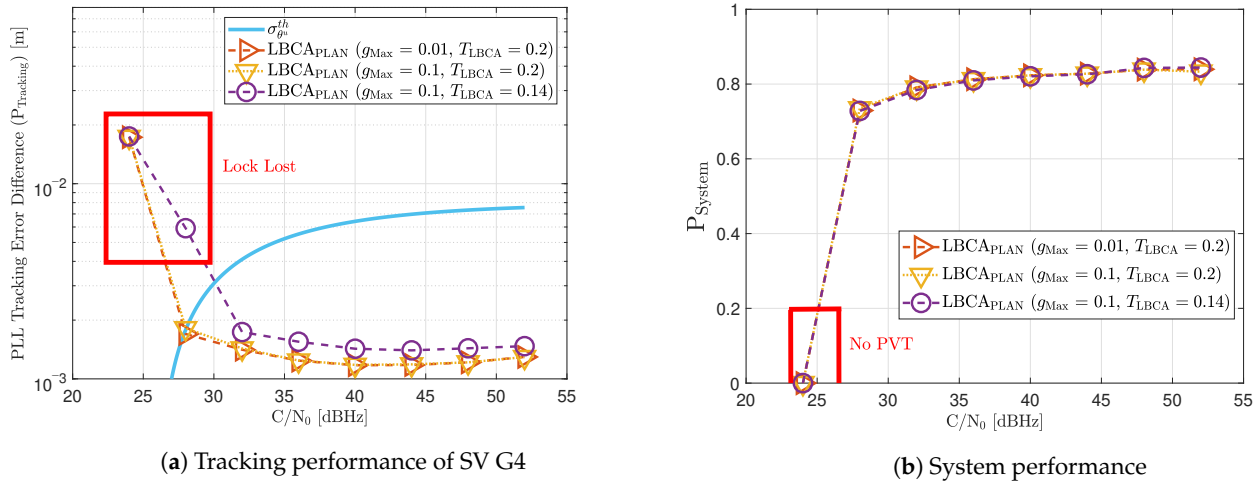 PLL Tracking Error Difference (P_Tracking) [m]
10^-2
10^-3
σ^th_θ^u
LBCA_PLAN (g_Max = 0.01, T_LBCA = 0.2)
LBCA_PLAN (g_Max = 0.1, T_LBCA = 0.2)
LBCA_PLAN (g_Max = 0.1, T_LBCA = 0.14)
Lock Lost
20 25 30 35 40 45 50 55
C/N_0 [dBHz]
(a) Tracking performance of SV G4
P_System
1
0.8
0.6
0.4
0.2
0
LBCA_PLAN (g_Max = 0.01, T_LBCA = 0.2)
LBCA_PLAN (g_Max = 0.1, T_LBCA = 0.2)
LBCA_PLAN (g_Max = 0.1, T_LBCA = 0.14)
No PVT
20 25 30 35 40 45 50 55
C/N_0 [dBHz]
(b) System performance